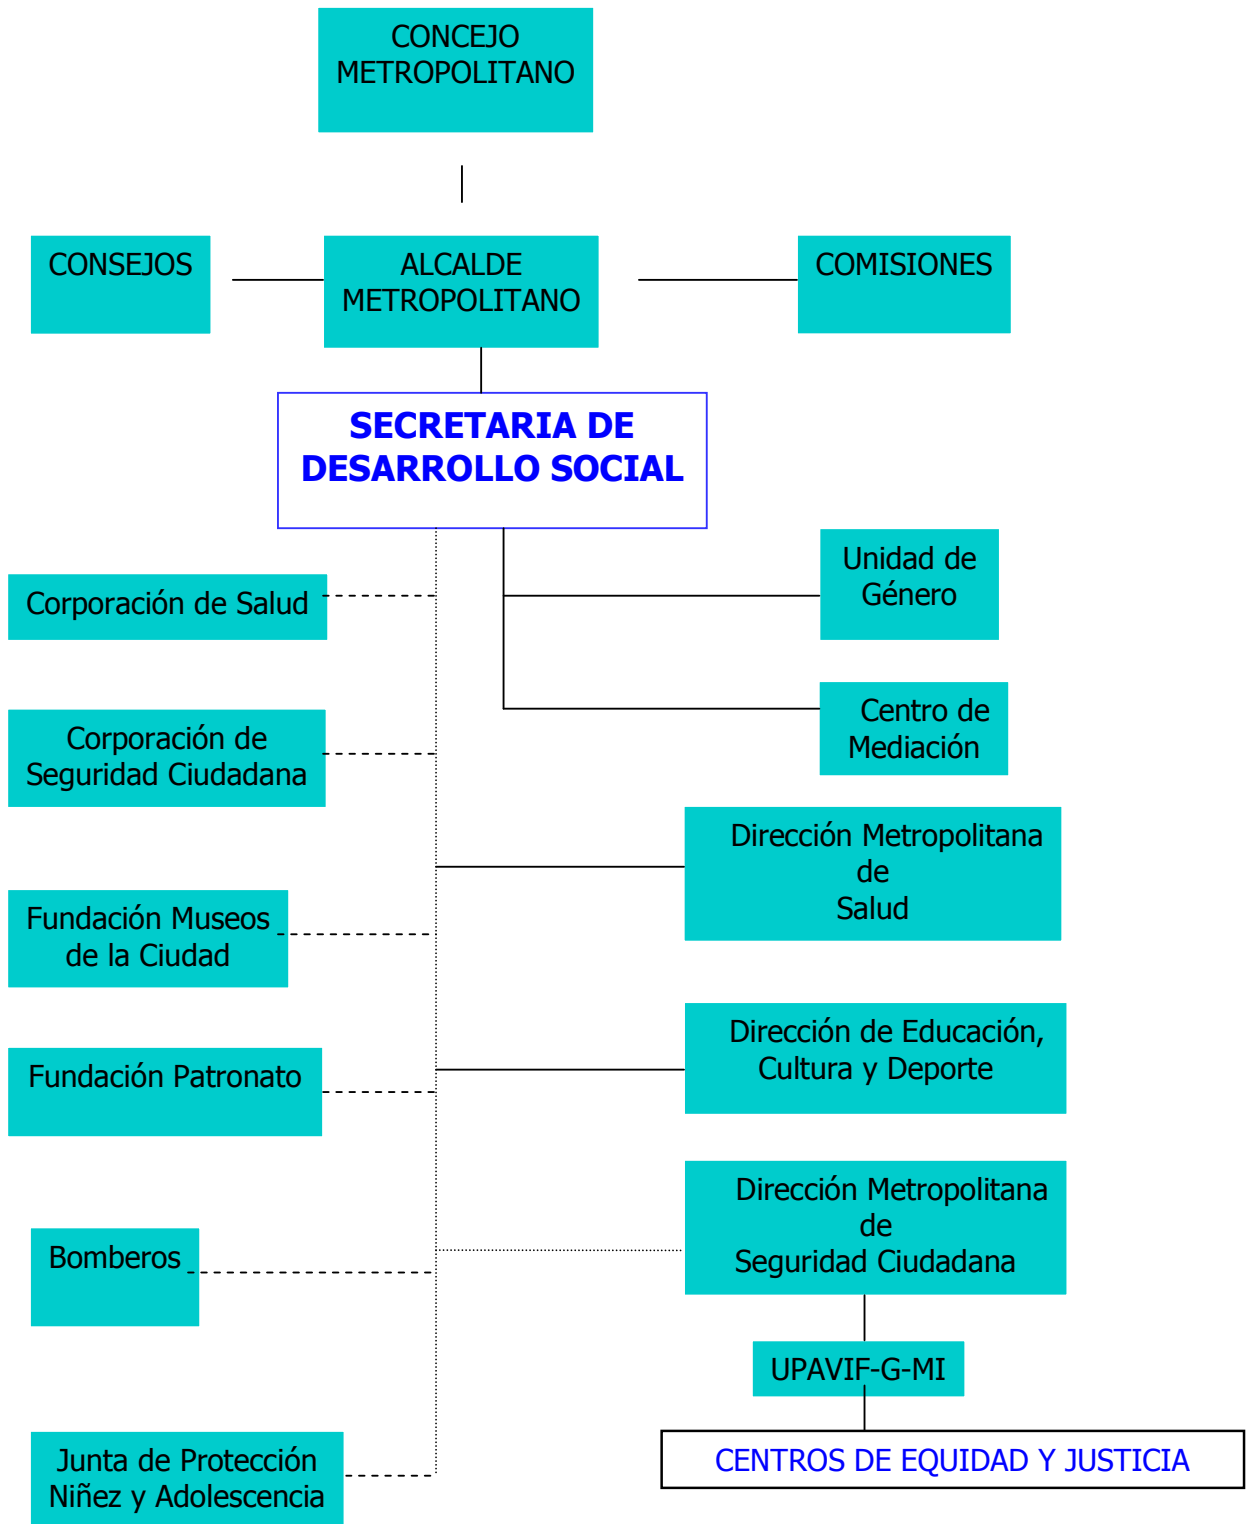 CONCEJO
METROPOLITANO
CONSEJOS
ALCALDE
METROPOLITANO
COMISIONES
SECRETARIA DE
DESARROLLO SOCIAL
Unidad de
Género
Corporación de Salud
Centro de
Mediación
Corporación de
Seguridad Ciudadana
Dirección Metropolitana
de
Salud
Fundación Museos
de la Ciudad
Dirección de Educación,
Cultura y Deporte
Fundación Patronato
Dirección Metropolitana
de
Seguridad Ciudadana
Bomberos
UPAVIF-G-MI
CENTROS DE EQUIDAD Y JUSTICIA
Junta de Protección
Niñez y Adolescencia